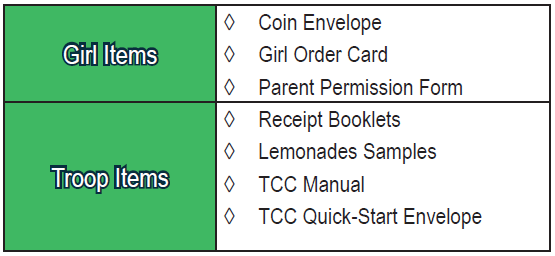 Girl Items
◊ Coin Envelope
◊ Girl Order Card
◊ Parent Permission Form
Troop Items
◊ Receipt Booklets
◊ Lemonades Samples
◊ TCC Manual
◊ TCC Quick-Start Envelope